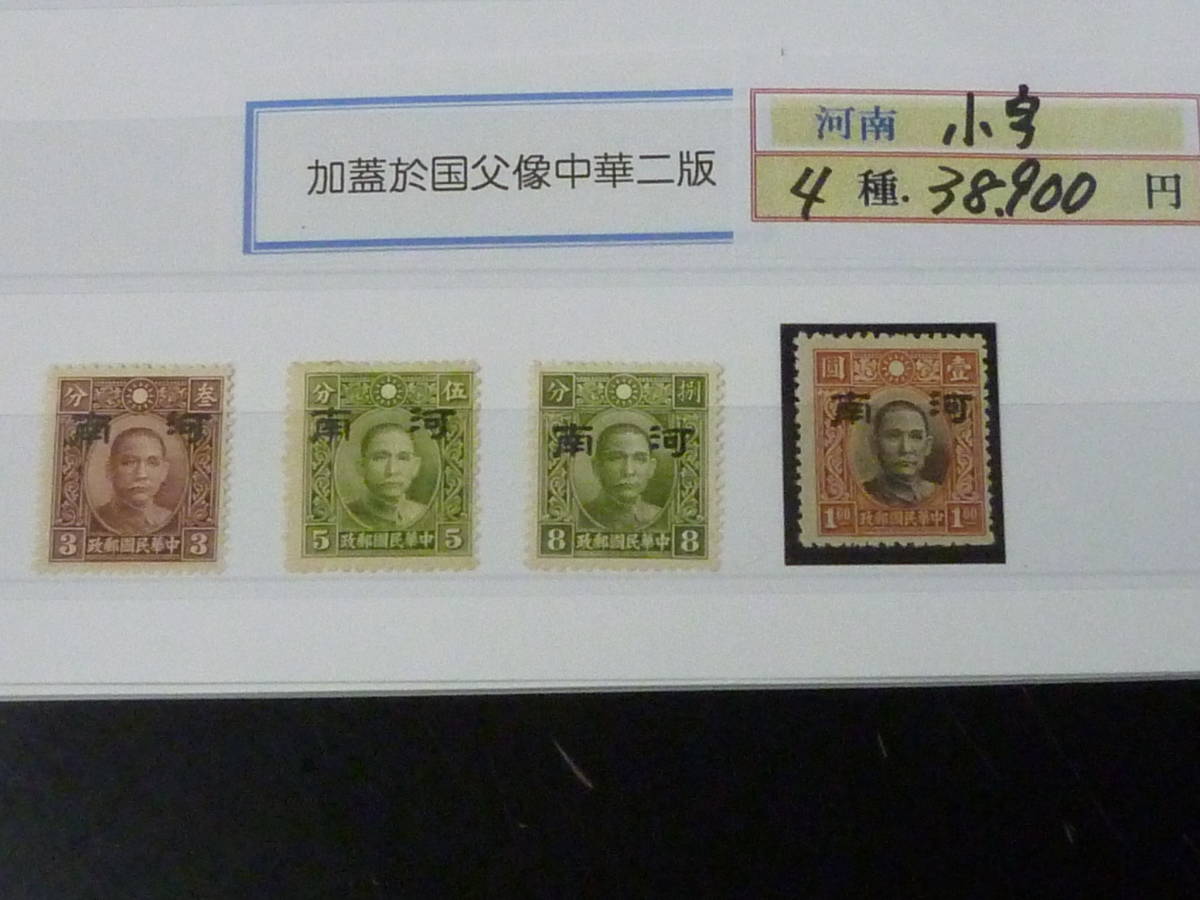 加蓋於国父像中華二版
河南 小字
4 種. 38.900 円
分 叁
南 河
3 政郵國民華中 3
分 伍
南 河
5 政郵國民華中 5
分 捌
南 河
8 政郵國民華中 8
圓 壹
南 河
1.00 政郵國民華中 1.00